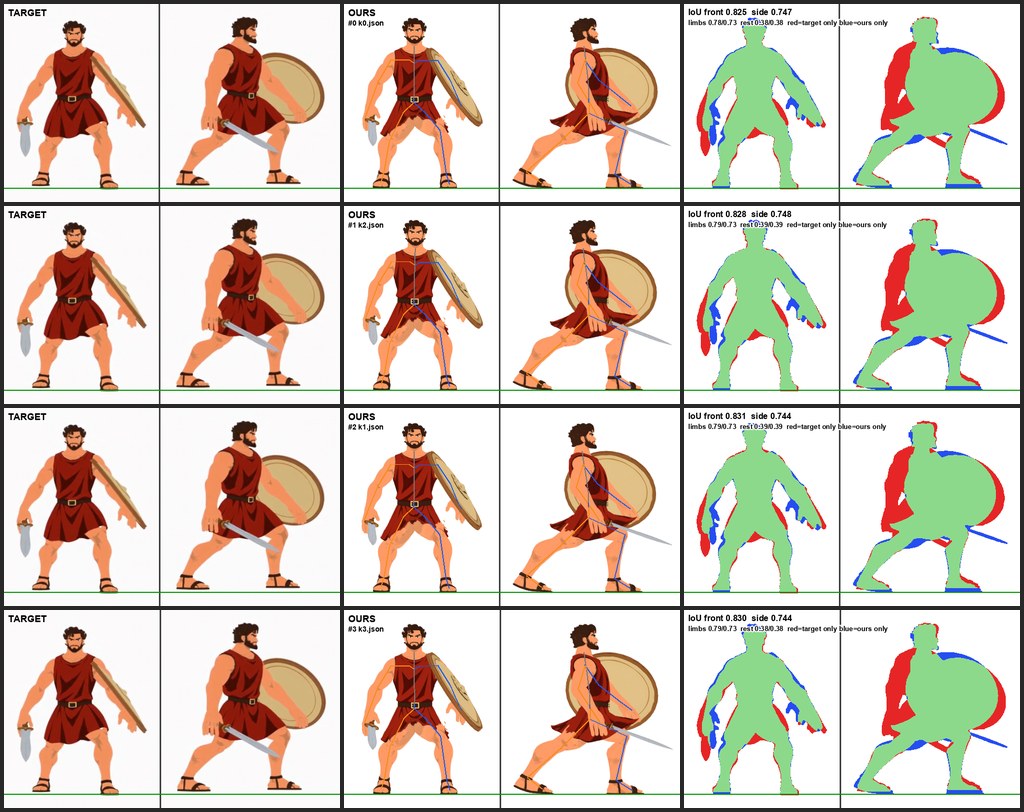 TARGET
OURS
#0 k0.json
IoU front 0.825 side 0.747
limbs 0.78/0.73 rest 0.38/0.38 red=target only blue=ours only
TARGET
OURS
#1 k2.json
IoU front 0.828 side 0.748
limbs 0.79/0.73 rest 0.39/0.39 red=target only blue=ours only
TARGET
OURS
#2 k1.json
IoU front 0.831 side 0.744
limbs 0.79/0.73 rest 0.39/0.39 red=target only blue=ours only
TARGET
OURS
#3 k3.json
IoU front 0.830 side 0.744
limbs 0.79/0.73 rest 0.38/0.38 red=target only blue=ours only